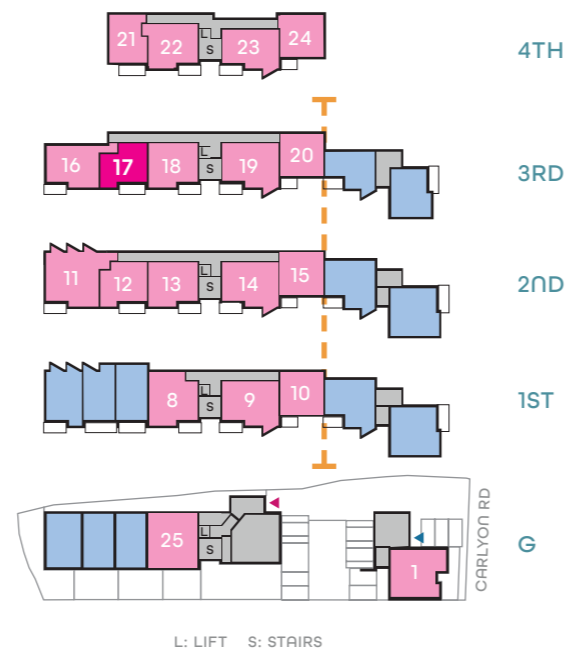 21 22 L S 23 24 4TH
16 17 18 L S 19 20 3RD
11 12 13 L S 14 15 2ND
8 L S 9 10 1ST
25 L S 1 CARLYON RD G
L: LIFT S: STAIRS